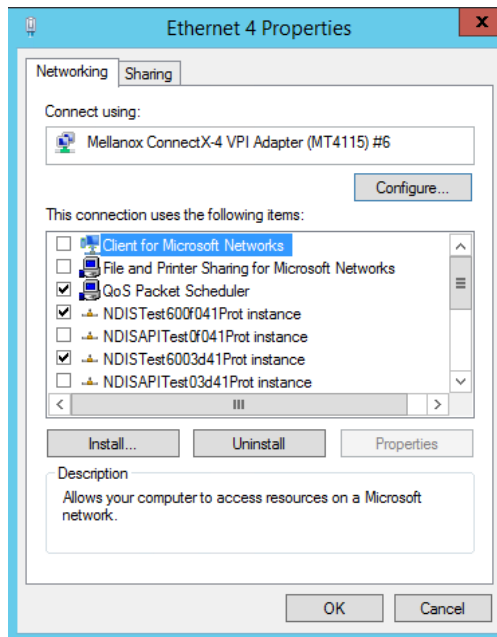 Ethernet 4 Properties
x
Networking
Sharing
Connect using:
Mellanox ConnectX-4 VPI Adapter (MT4115) #6
Configure...
This connection uses the following items:
Client for Microsoft Networks
File and Printer Sharing for Microsoft Networks
QoS Packet Scheduler
NDISTest600f041Prot instance
NDISAPITest0f041Prot instance
NDISTest6003d41Prot instance
NDISAPITest03d41Prot instance
Install...
Uninstall
Properties
Description
Allows your computer to access resources on a Microsoft
network.
OK
Cancel